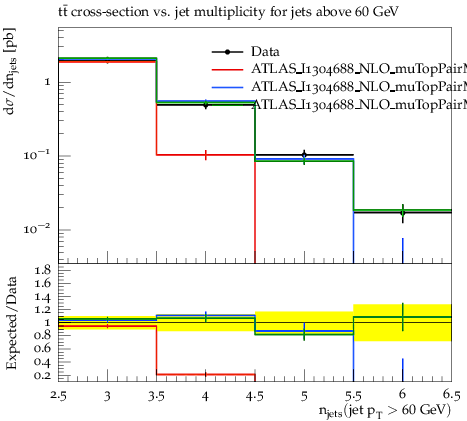 tt̄ cross-section vs. jet multiplicity for jets above 60 GeV
dσ/dn_jets [pb]
Data
ATLAS_I1304688_NLO_muTopPairM
ATLAS_I1304688_NLO_muTopPairM
ATLAS_I1304688_NLO_muTopPairM
1
10^−1
10^−2
Expected/Data
1.8
1.6
1.4
1.2
1
0.8
0.6
0.4
0.2
2.5 3 3.5 4 4.5 5 5.5 6 6.5
n_jets(jet p_T > 60 GeV)